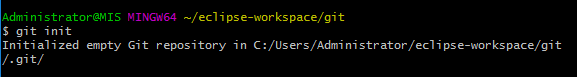 Administrator@MIS MINGW64 ~/eclipse-workspace/git
$ git init
Initialized empty Git repository in C:/Users/Administrator/eclipse-workspace/git
/.git/